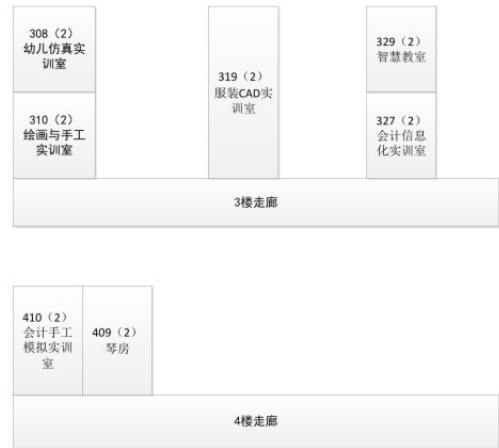 308（2）
幼儿仿真实
训室
310（2）
绘画与手工
实训室
319（2）
服装CAD实
训室
329（2）
智慧教室
327（2）
会计信息
化实训室
3楼走廊
410（2）
会计手工
模拟实训
室
409（2）
琴房
4楼走廊